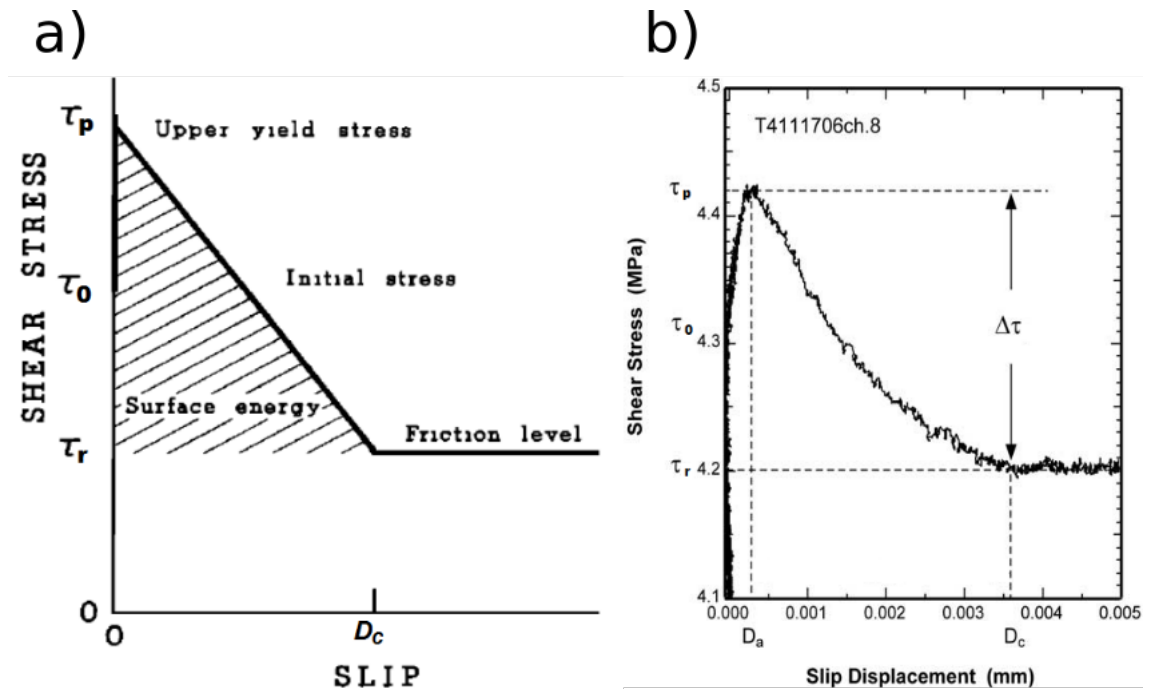 a)
τp
Upper yield stress
SHEAR STRESS
τ0
Initial stress
Surface energy
τr
Friction level
0
0
Dc
SLIP
b)
4.5
T4111706ch.8
τp
4.4
Shear Stress (MPa)
τ0
4.3
Δτ
τr 4.2
4.1
0.000 0.001 0.002 0.003 0.004 0.005
Da Dc
Slip Displacement (mm)